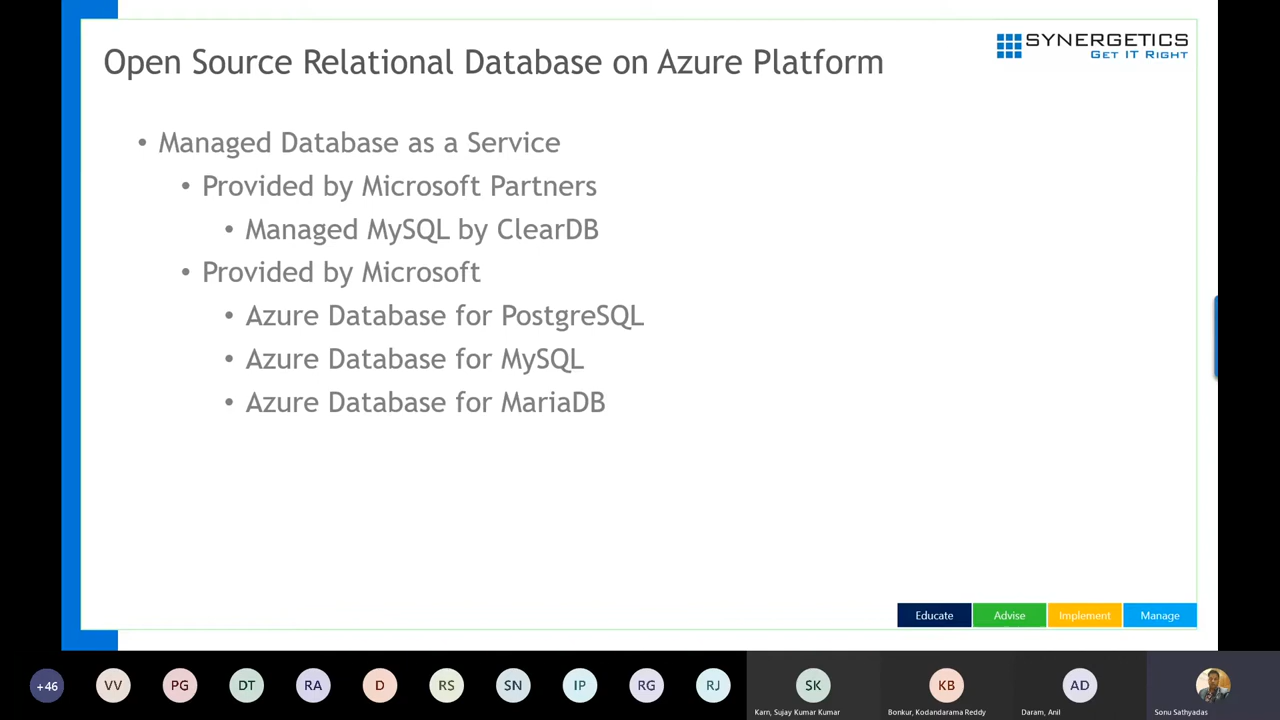 Open Source Relational Database on Azure Platform
SYNERGETICS
GET IT RIGHT
• Managed Database as a Service
• Provided by Microsoft Partners
• Managed MySQL by ClearDB
• Provided by Microsoft
• Azure Database for PostgreSQL
• Azure Database for MySQL
• Azure Database for MariaDB
Educate Advise Implement Manage
+46 VV PG DT RA D RS SN IP RG RJ SK KB AD
Karn, Sujay Kumar Kumar Bonkur, Kodandarama Reddy Daram, Anil Sonu Sathyadas